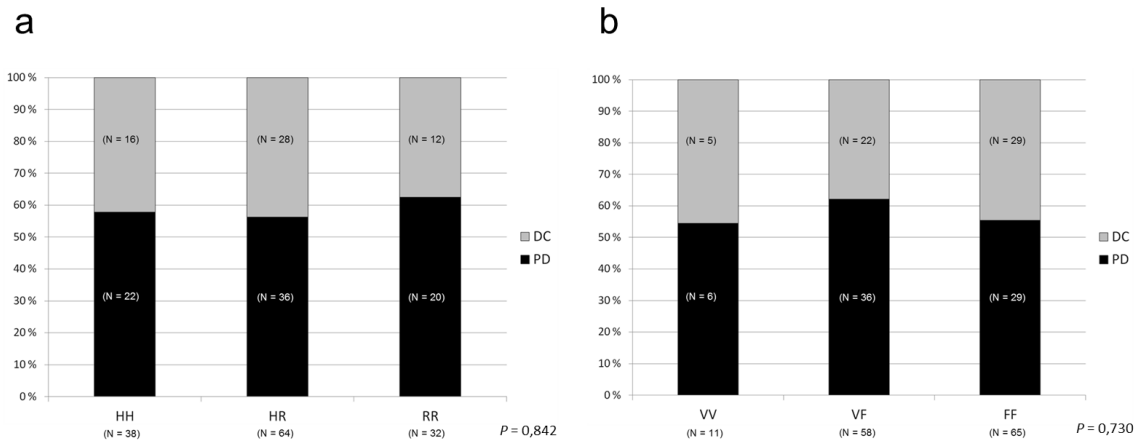 a
100 %
90 %
80 %
70 %
60 %
50 %
40 %
30 %
20 %
10 %
0 %
(N = 16)
(N = 28)
(N = 12)
(N = 22)
(N = 36)
(N = 20)
DC
PD
HH
HR
RR
(N = 38)
(N = 64)
(N = 32)
P = 0,842
b
100 %
90 %
80 %
70 %
60 %
50 %
40 %
30 %
20 %
10 %
0 %
(N = 5)
(N = 22)
(N = 29)
(N = 6)
(N = 36)
(N = 29)
DC
PD
VV
VF
FF
(N = 11)
(N = 58)
(N = 65)
P = 0,730